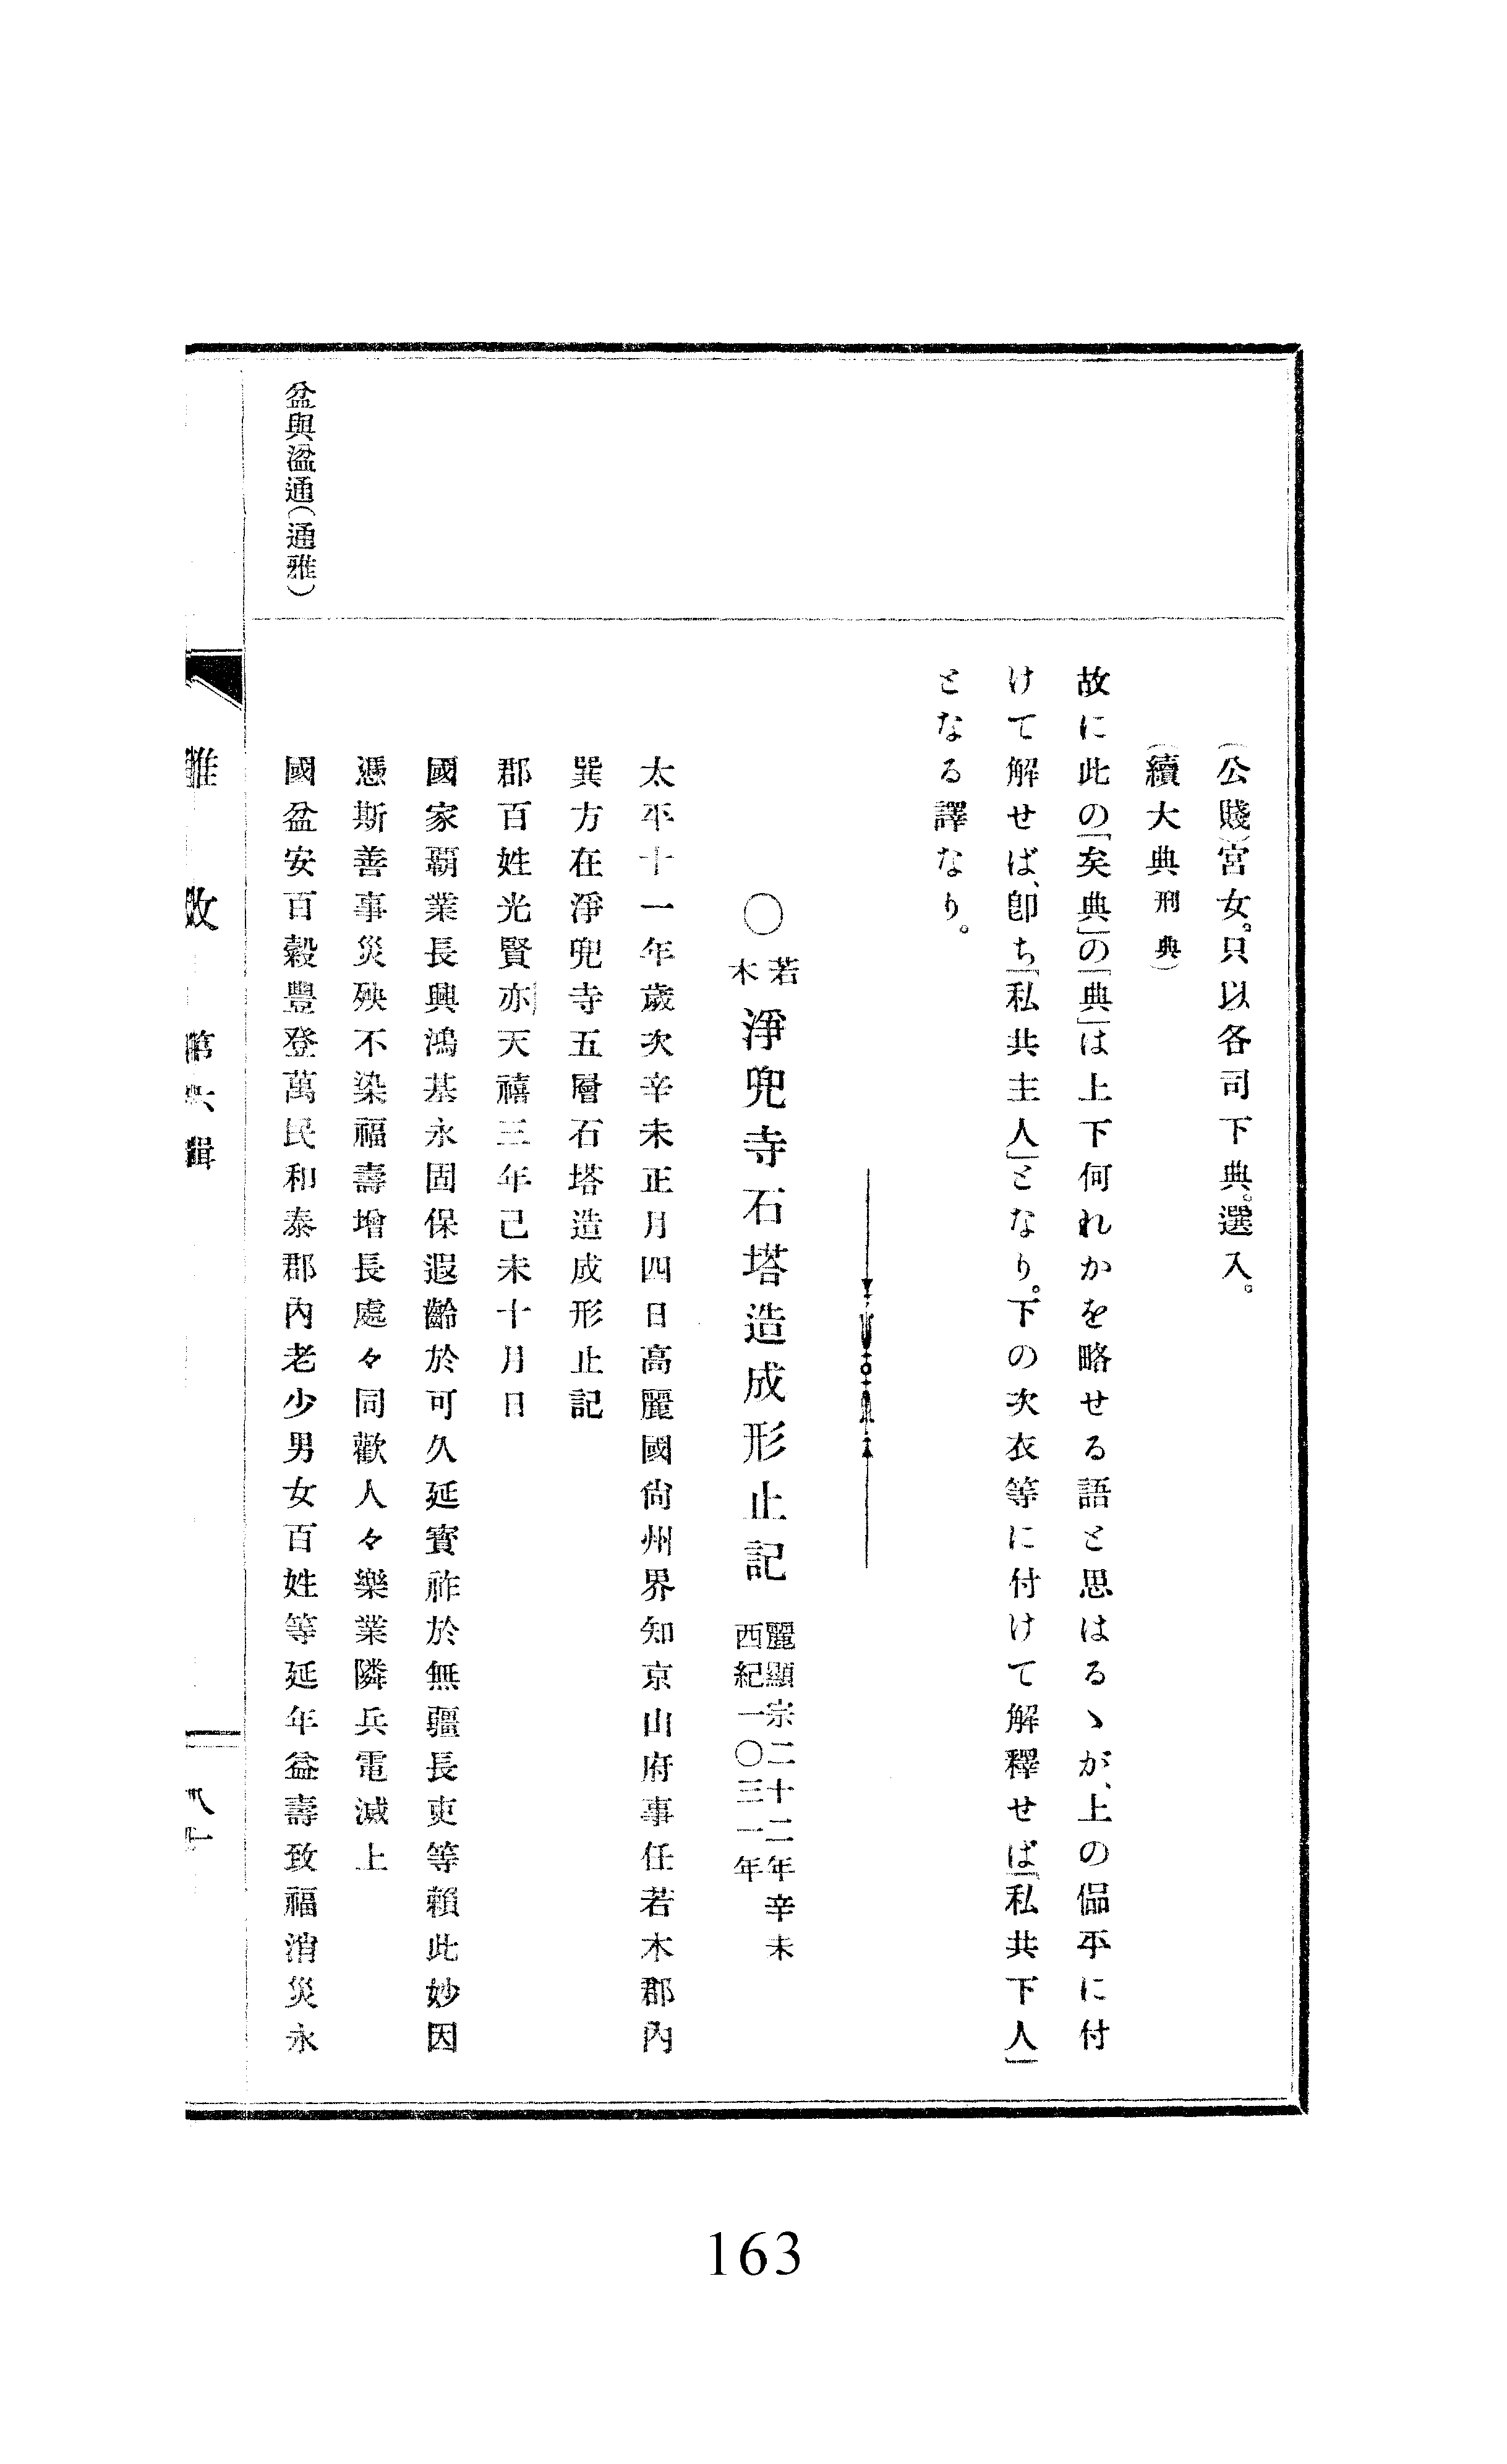 （公賤）宮女。只以各司下典。選入。
（續大典刑典）
故に此の「矣典」の「典」は上下何れかを略せる語と思はるゝが、上の偘平に付
けて解せば、卽ち「私共主人」となり。下の次衣等に付けて解釋せば「私共下人」
となる譯なり。
〇若木淨兜寺石塔造成形止記 麗顯宗二十二年辛未
西紀一〇三一年
太平十一年歲次辛未正月四日高麗國尙州界知京山府事任若木郡內
巽方在淨兜寺五層石塔造成形止記
郡百姓光賢亦天禧三年己未十月日
國家霸業長興鴻基永固保遐齡於可久延寶祚於無疆長吏等賴此妙因
憑斯善事災殃不染福壽增長處々同歡人々樂業隣兵電滅上
國盆安百穀豐登萬民和泰郡內老少男女百姓等延年益壽致福消災永
盆與溢通（通雅）
雜攷 第六輯
163